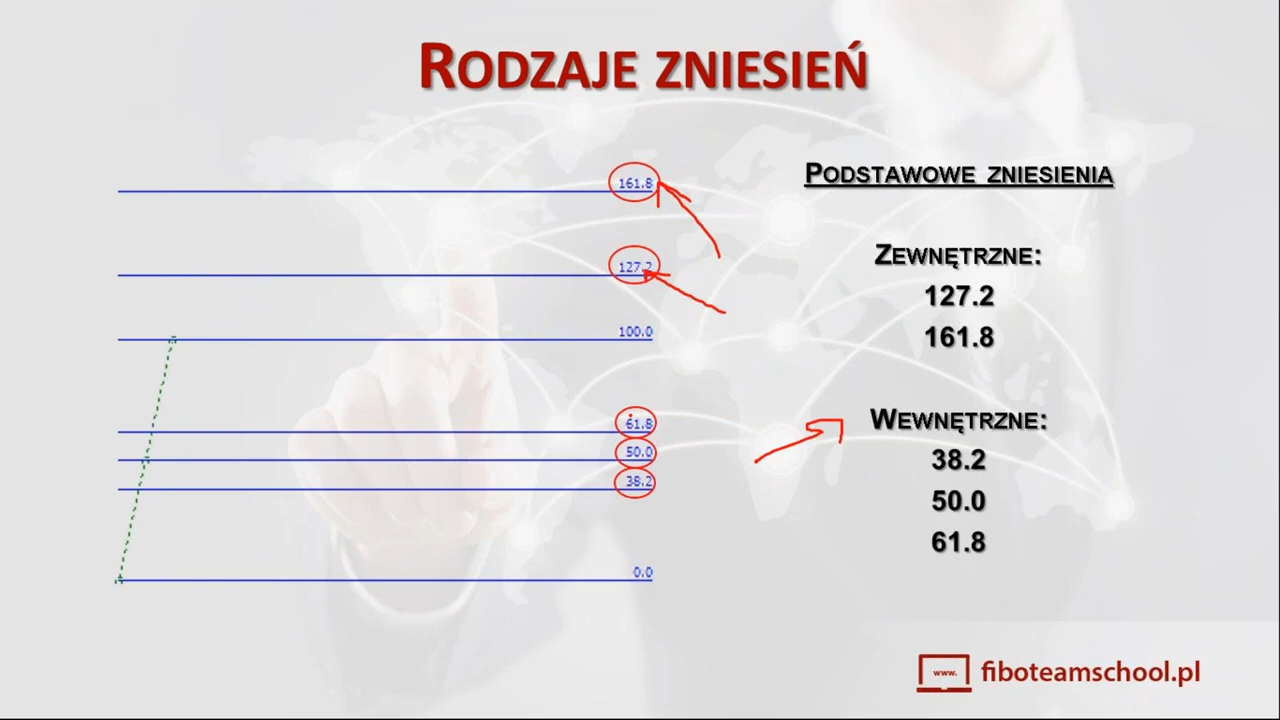 RODZAJE ZNIESIEŃ
161.8
127.2
100.0
61.8
50.0
38.2
0.0
PODSTAWOWE ZNIESIENIA
ZEWNĘTRZNE:
127.2
161.8
WEWNĘTRZNE:
38.2
50.0
61.8
www.
fiboteamschool.pl